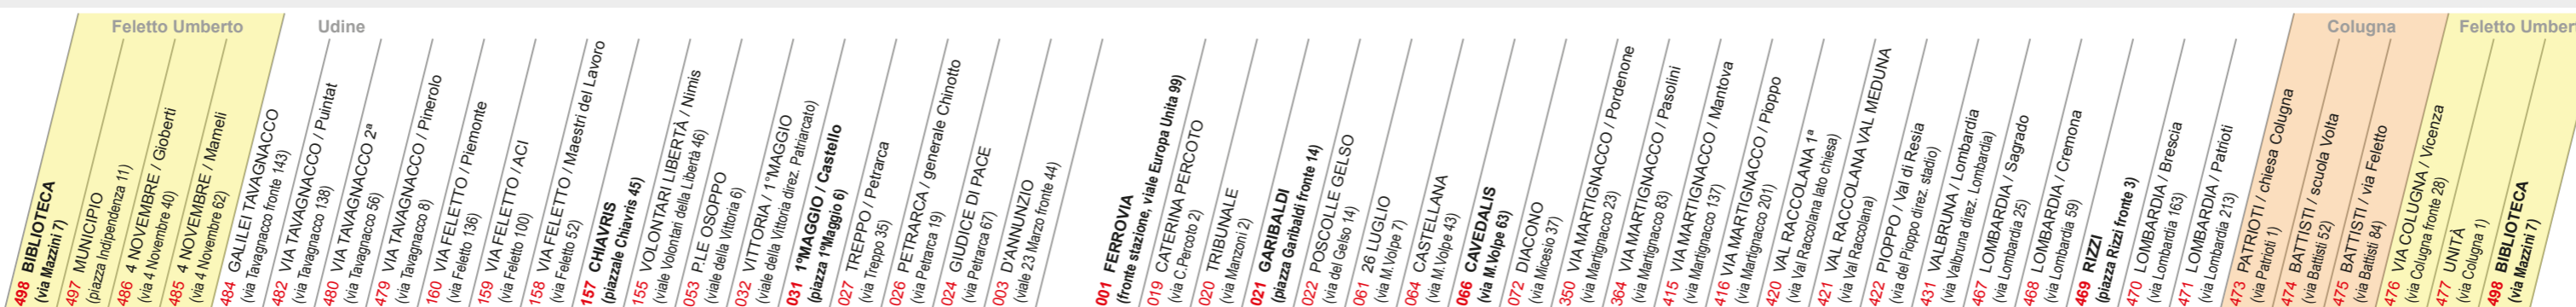 Feletto Umberto
Udine
Colugna
Feletto Umber
498 BIBLIOTECA
(via Mazzini 7)
497 MUNICIPIO
(piazza Indipendenza 11)
486 4 NOVEMBRE / Gioberti
(via 4 Novembre 40)
485 4 NOVEMBRE / Mameli
(via 4 Novembre 62)
484 GALILEI TAVAGNACCO
(via Tavagnacco fronte 143)
482 VIA TAVAGNACCO / Puintat
(via Tavagnacco 138)
480 VIA TAVAGNACCO 2ª
(via Tavagnacco 56)
479 VIA TAVAGNACCO / Pinerolo
(via Tavagnacco 8)
160 VIA FELETTO / Piemonte
(via Feletto 136)
159 VIA FELETTO / ACI
(via Feletto 100)
158 VIA FELETTO / Maestri del Lavoro
(via Feletto 52)
157 CHIAVRIS
(piazzale Chiavris 45)
155 VOLONTARI LIBERTÀ / Nimis
(viale Volontari della Libertà 46)
053 P.LE OSOPPO
(viale della Vittoria 6)
032 VITTORIA / 1°MAGGIO
(viale della Vittoria direz. Patriarcato)
031 1°MAGGIO / Castello
(piazza 1°Maggio 6)
027 TREPPO / Petrarca
(via Treppo 35)
026 PETRARCA / generale Chinotto
(via Petrarca 19)
024 GIUDICE DI PACE
(via Petrarca 67)
003 D'ANNUNZIO
(viale 23 Marzo fronte 44)
001 FERROVIA
(fronte stazione, viale Europa Unita 99)
019 CATERINA PERCOTO
(via C.Percoto 2)
020 TRIBUNALE
(via Manzoni 2)
021 GARIBALDI
(piazza Garibaldi fronte 14)
022 POSCOLLE GELSO
(via del Gelso 14)
061 26 LUGLIO
(via M.Volpe 7)
064 CASTELLANA
(via M.Volpe 43)
066 CAVEDALIS
(via M.Volpe 63)
072 DIACONO
(via Micesio 37)
350 VIA MARTIGNACCO / Pordenone
(via Martignacco 23)
364 VIA MARTIGNACCO / Pasolini
(via Martignacco 83)
415 VIA MARTIGNACCO / Mantova
(via Martignacco 137)
416 VIA MARTIGNACCO / Pioppo
(via Martignacco 201)
420 VAL RACCOLANA 1ª
(via Val Raccolana lato chiesa)
421 VAL RACCOLANA VAL MEDUNA
(via Val Raccolana)
422 PIOPPO / Val di Resia
(via del Pioppo direz. stadio)
431 VALBRUNA / Lombardia
(via Valbruna direz. Lombardia)
467 LOMBARDIA / Sagrado
(via Lombardia 25)
468 LOMBARDIA / Cremona
(via Lombardia 59)
469 RIZZI
(piazza Rizzi fronte 3)
470 LOMBARDIA / Brescia
(via Lombardia 163)
471 LOMBARDIA / Patrioti
(via Lombardia 213)
473 PATRIOTI / chiesa Colugna
(via Patrioti 1)
474 BATTISTI / scuola Volta
(via Battisti 52)
475 BATTISTI / via Feletto
(via Battisti 84)
476 VIA COLUGNA / Vicenza
(via Colugna fronte 28)
477 UNITÀ
(via Colugna 1)
498 BIBLIOTECA
(via Mazzini 7)